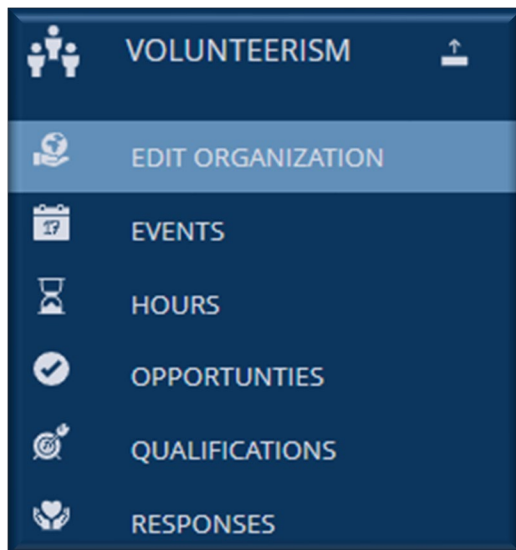 VOLUNTEERISM
EDIT ORGANIZATION
17
EVENTS
HOURS
OPPORTUNTIES
QUALIFICATIONS
RESPONSES